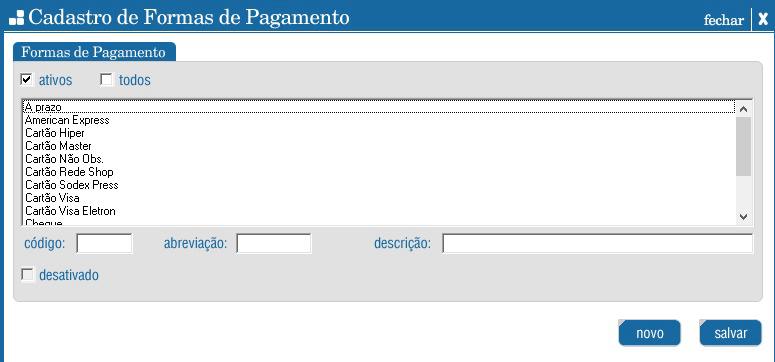 Cadastro de Formas de Pagamento
fechar X
Formas de Pagamento
ativos todos
A prazo
American Express
Cartão Hiper
Cartão Master
Cartão Não Obs.
Cartão Rede Shop
Cartão Sodex Press
Cartão Visa
Cartão Visa Eletron
Cheque
código: abreviação: descrição:
desativado
novo salvar